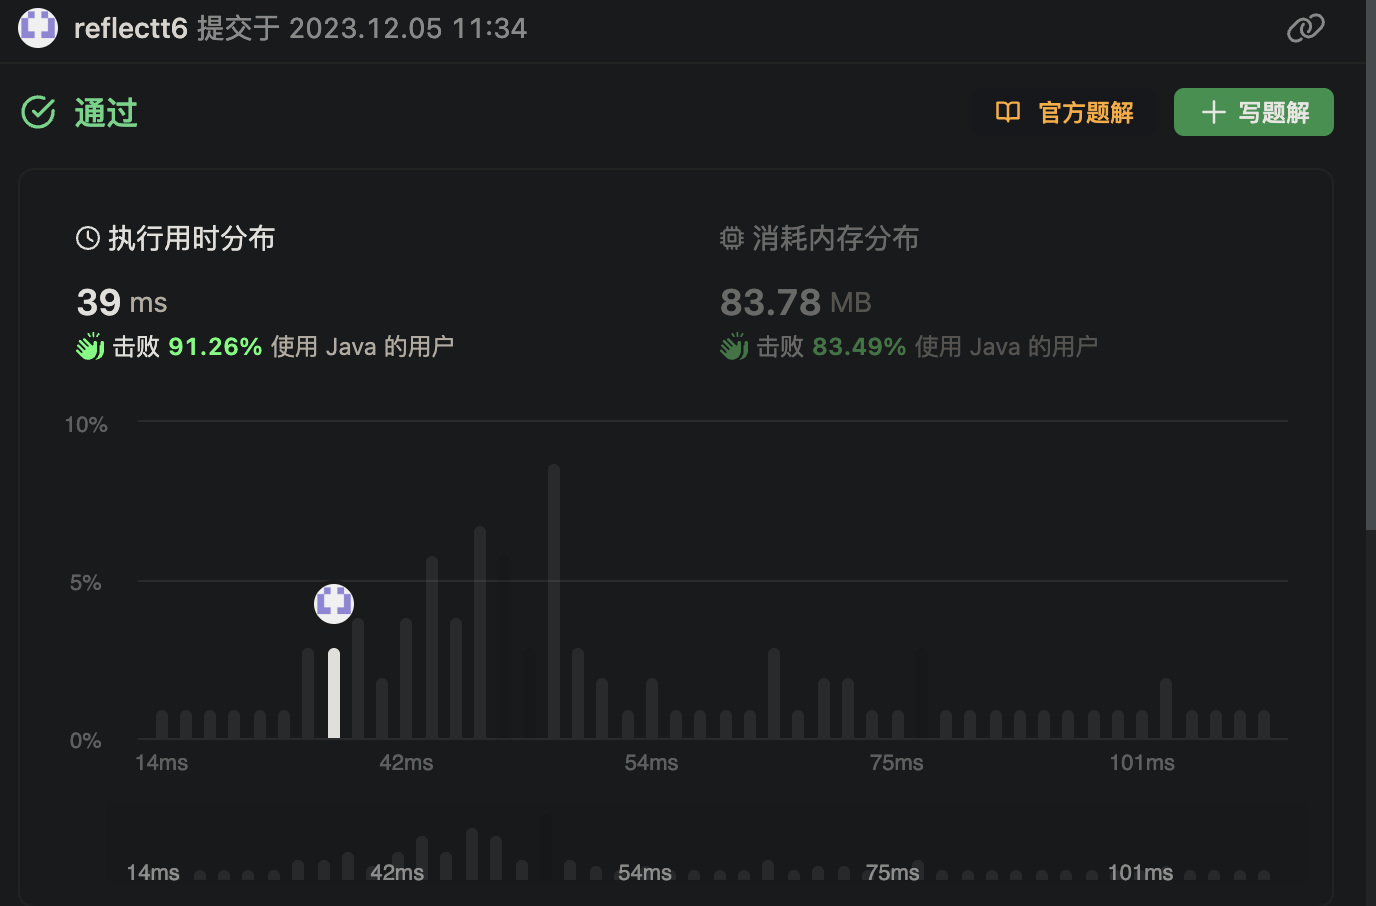 reflectt6 提交于 2023.12.05 11:34
通过
官方题解
写题解
执行用时分布
39 ms
击败 91.26% 使用 Java 的用户
消耗内存分布
83.78 MB
击败 83.49% 使用 Java 的用户
10%
5%
0%
14ms 42ms 54ms 75ms 101ms
14ms 42ms 54ms 75ms 101ms